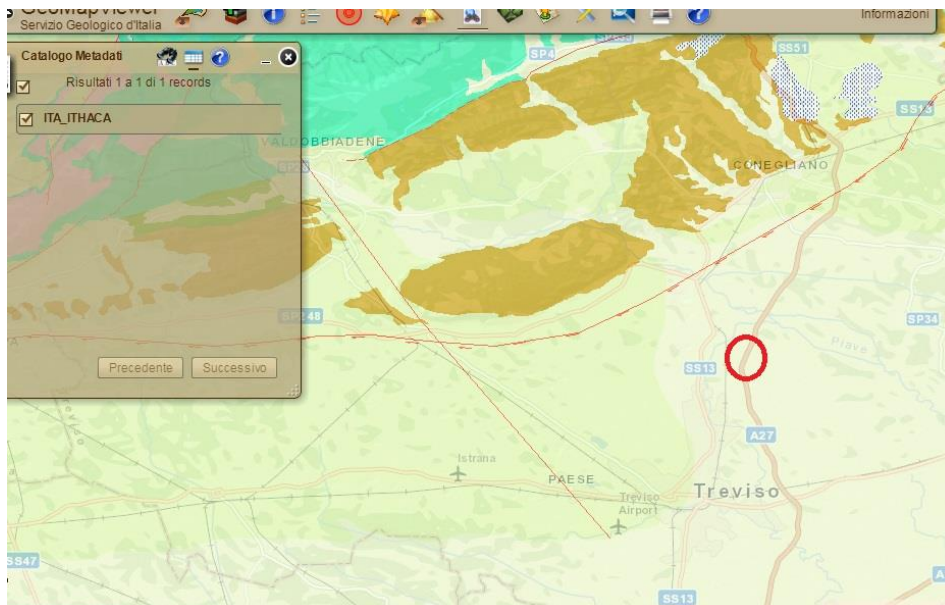 GeoMapViewer
Servizio Geologico d'Italia
Informazioni
Catalogo Metadati
Risultati 1 a 1 di 1 records
ITA_ITHACA
Precedente
Successivo
SP4
SS51
SS13
VALDOBBIADENE
CONEGLIANO
SP248
SP34
Piave
SS13
A27
Istrana
PAESE
Treviso
Treviso
Airport
Treviso
SS47
SS13
A